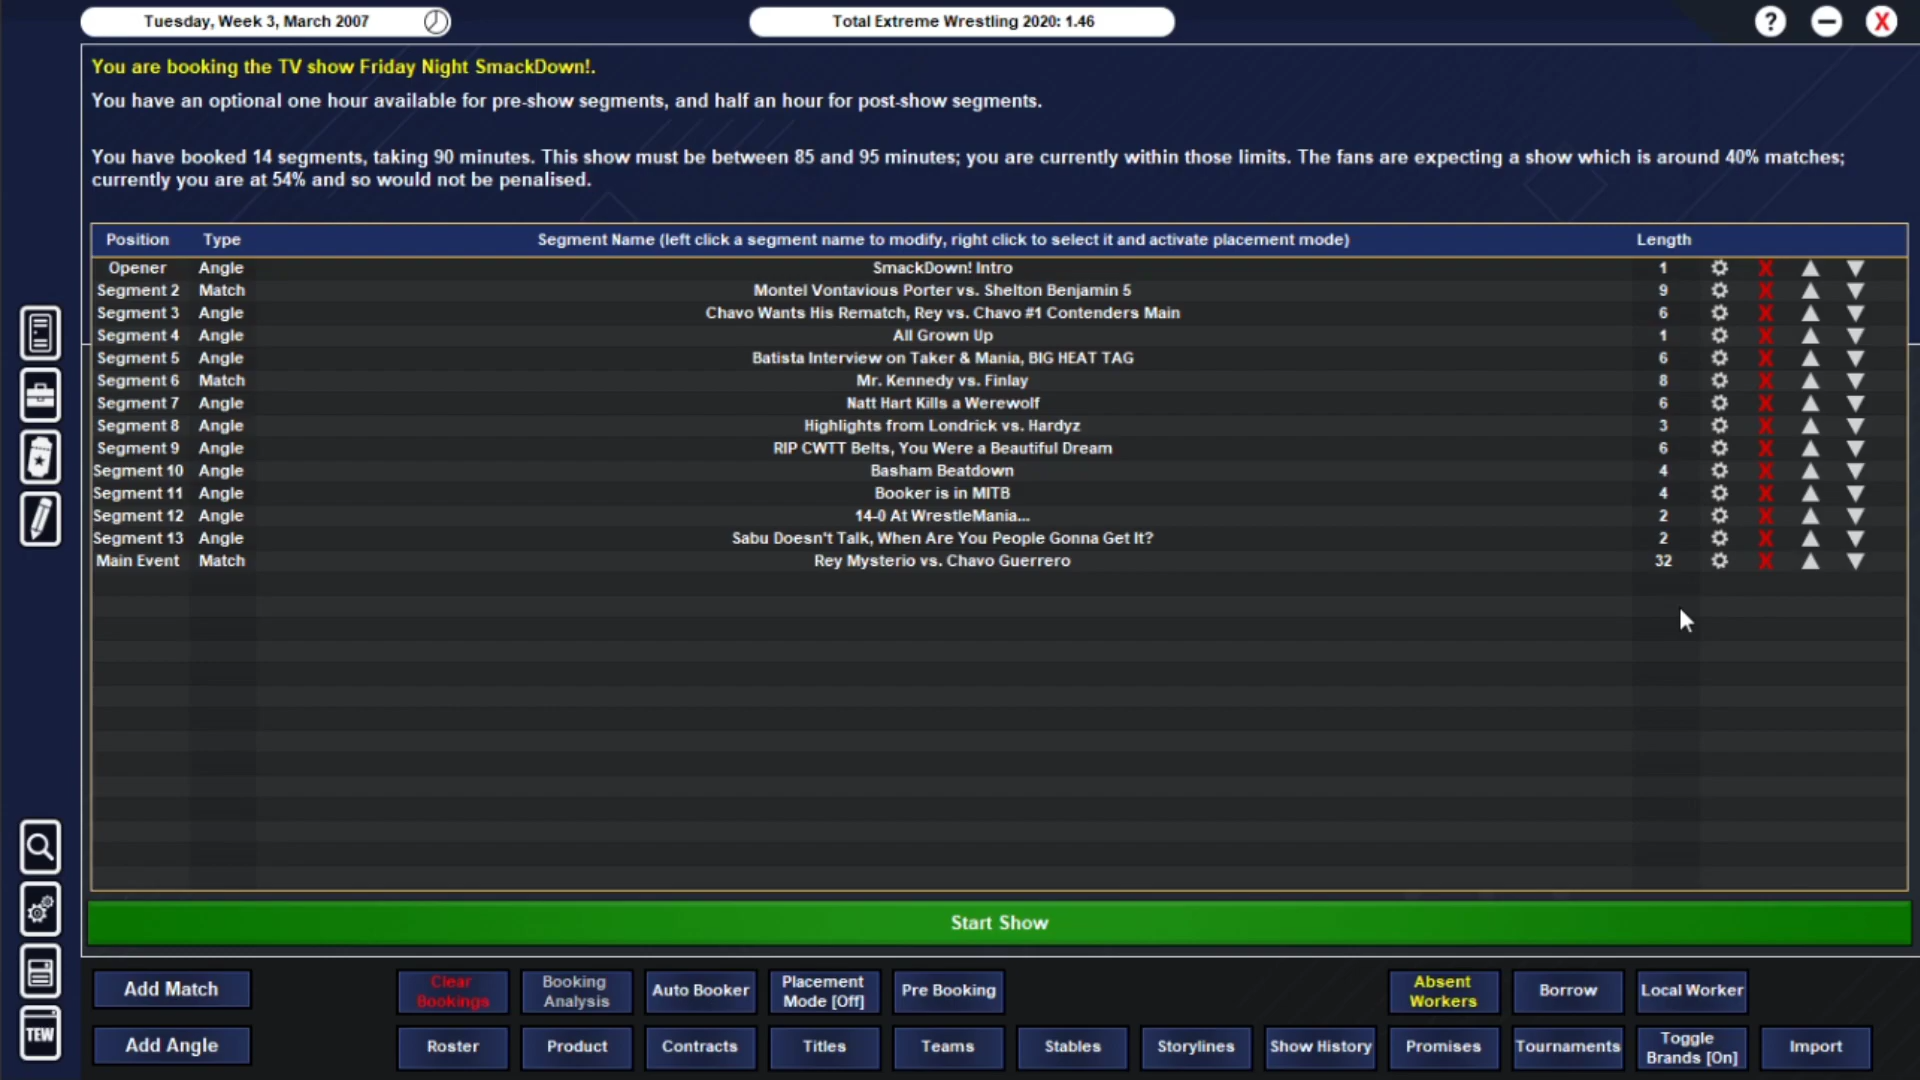 Tuesday, Week 3, March 2007
Total Extreme Wrestling 2020: 1.46
?
X
You are booking the TV show Friday Night SmackDown!.
You have an optional one hour available for pre-show segments, and half an hour for post-show segments.
You have booked 14 segments, taking 90 minutes. This show must be between 85 and 95 minutes; you are currently within those limits. The fans are expecting a show which is around 40% matches;
currently you are at 54% and so would not be penalised.
Position Type Segment Name (left click a segment name to modify, right click to select it and activate placement mode) Length
Opener Angle SmackDown! Intro 1 X
Segment 2 Match Montel Vontavious Porter vs. Shelton Benjamin 5 9 X
Segment 3 Angle Chavo Wants His Rematch, Rey vs. Chavo #1 Contenders Main 6 X
Segment 4 Angle All Grown Up 1 X
Segment 5 Angle Batista Interview on Taker & Mania, BIG HEAT TAG 6 X
Segment 6 Match Mr. Kennedy vs. Finlay 8 X
Segment 7 Angle Natt Hart Kills a Werewolf 6 X
Segment 8 Angle Highlights from Londrick vs. Hardyz 3 X
Segment 9 Angle RIP CWTT Belts, You Were a Beautiful Dream 6 X
Segment 10 Angle Basham Beatdown 4 X
Segment 11 Angle Booker is in MITB 4 X
Segment 12 Angle 14-0 At WrestleMania... 2 X
Segment 13 Angle Sabu Doesn't Talk, When Are You People Gonna Get It? 2 X
Main Event Match Rey Mysterio vs. Chavo Guerrero 32 X
Start Show
Add Match
Clear Bookings
Booking Analysis
Auto Booker
Placement Mode [Off]
Pre Booking
Absent Workers
Borrow
Local Worker
TEW
Add Angle
Roster
Product
Contracts
Titles
Teams
Stables
Storylines
Show History
Promises
Tournaments
Toggle Brands [On]
Import